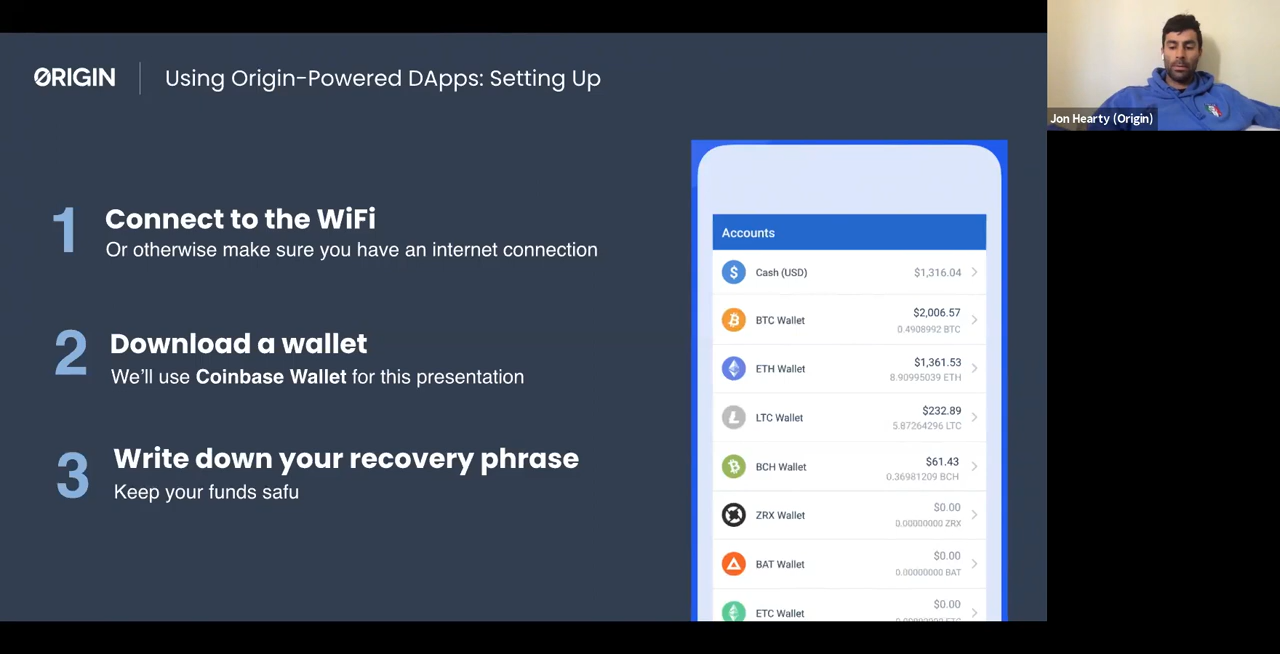 ORIGIN
Using Origin-Powered DApps: Setting Up
1
Connect to the WiFi
Or otherwise make sure you have an internet connection
2
Download a wallet
We’ll use Coinbase Wallet for this presentation
3
Write down your recovery phrase
Keep your funds safu
Accounts
Cash (USD) $1,316.04
BTC Wallet $2,006.57
0.4908992 BTC
ETH Wallet $1,361.53
8.90995039 ETH
LTC Wallet $232.89
5.87264296 LTC
BCH Wallet $61.43
0.36981209 BCH
ZRX Wallet $0.00
0.00000000 ZRX
BAT Wallet $0.00
0.00000000 BAT
ETC Wallet $0.00
Jon Hearty (Origin)